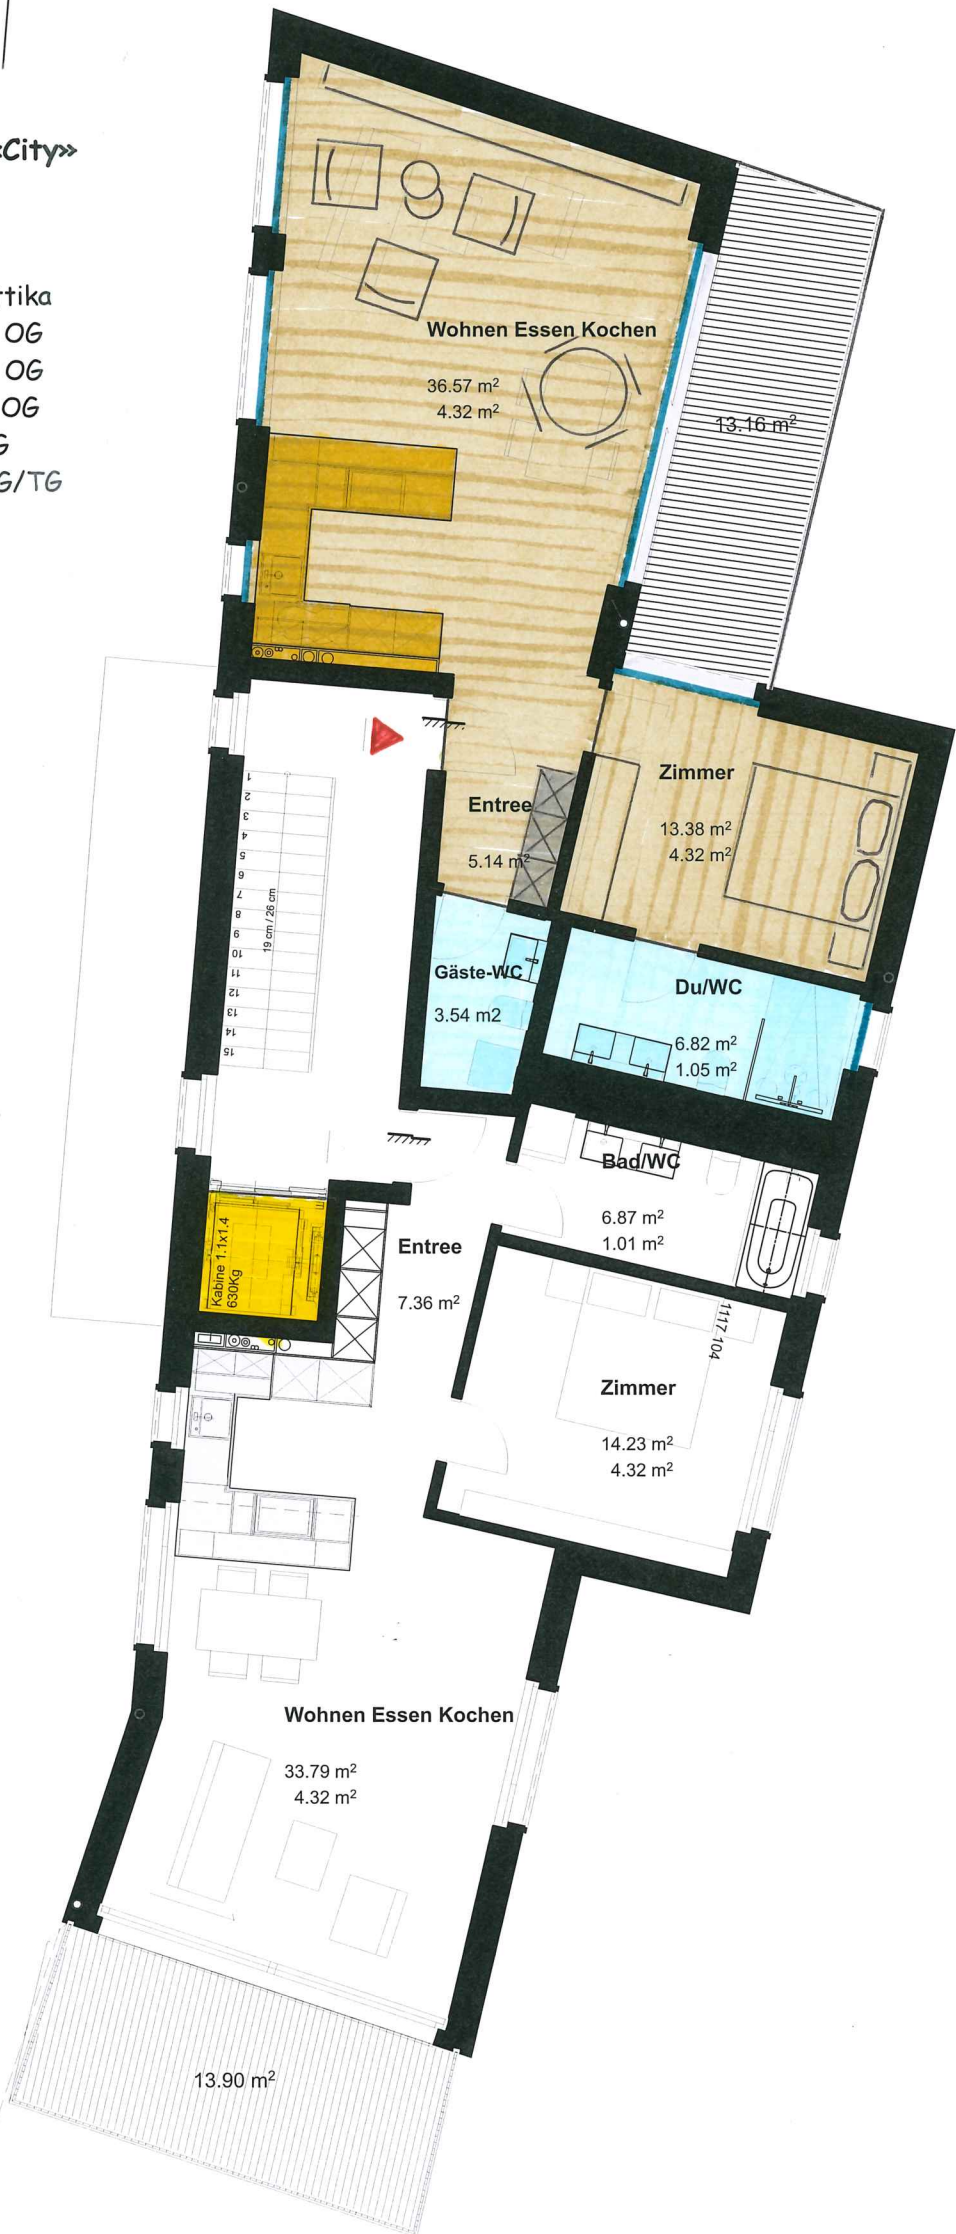 «City»
OG
OG
OG
G/TG
Wohnen Essen Kochen
36.57 m²
4.32 m²
13.16 m²
Zimmer
13.38 m²
4.32 m²
Entree
5.14 m²
1
2
3
4
5
6
7
8
9
10
11
12
13
14
15
19 cm / 26 cm
Gäste-WC
3.54 m2
Du/WC
6.82 m²
1.05 m²
Bad/WC
6.87 m²
1.01 m²
Kabine 1.1x1.4
630Kg
Entree
7.36 m²
1117 104
Zimmer
14.23 m²
4.32 m²
Wohnen Essen Kochen
33.79 m²
4.32 m²
13.90 m²